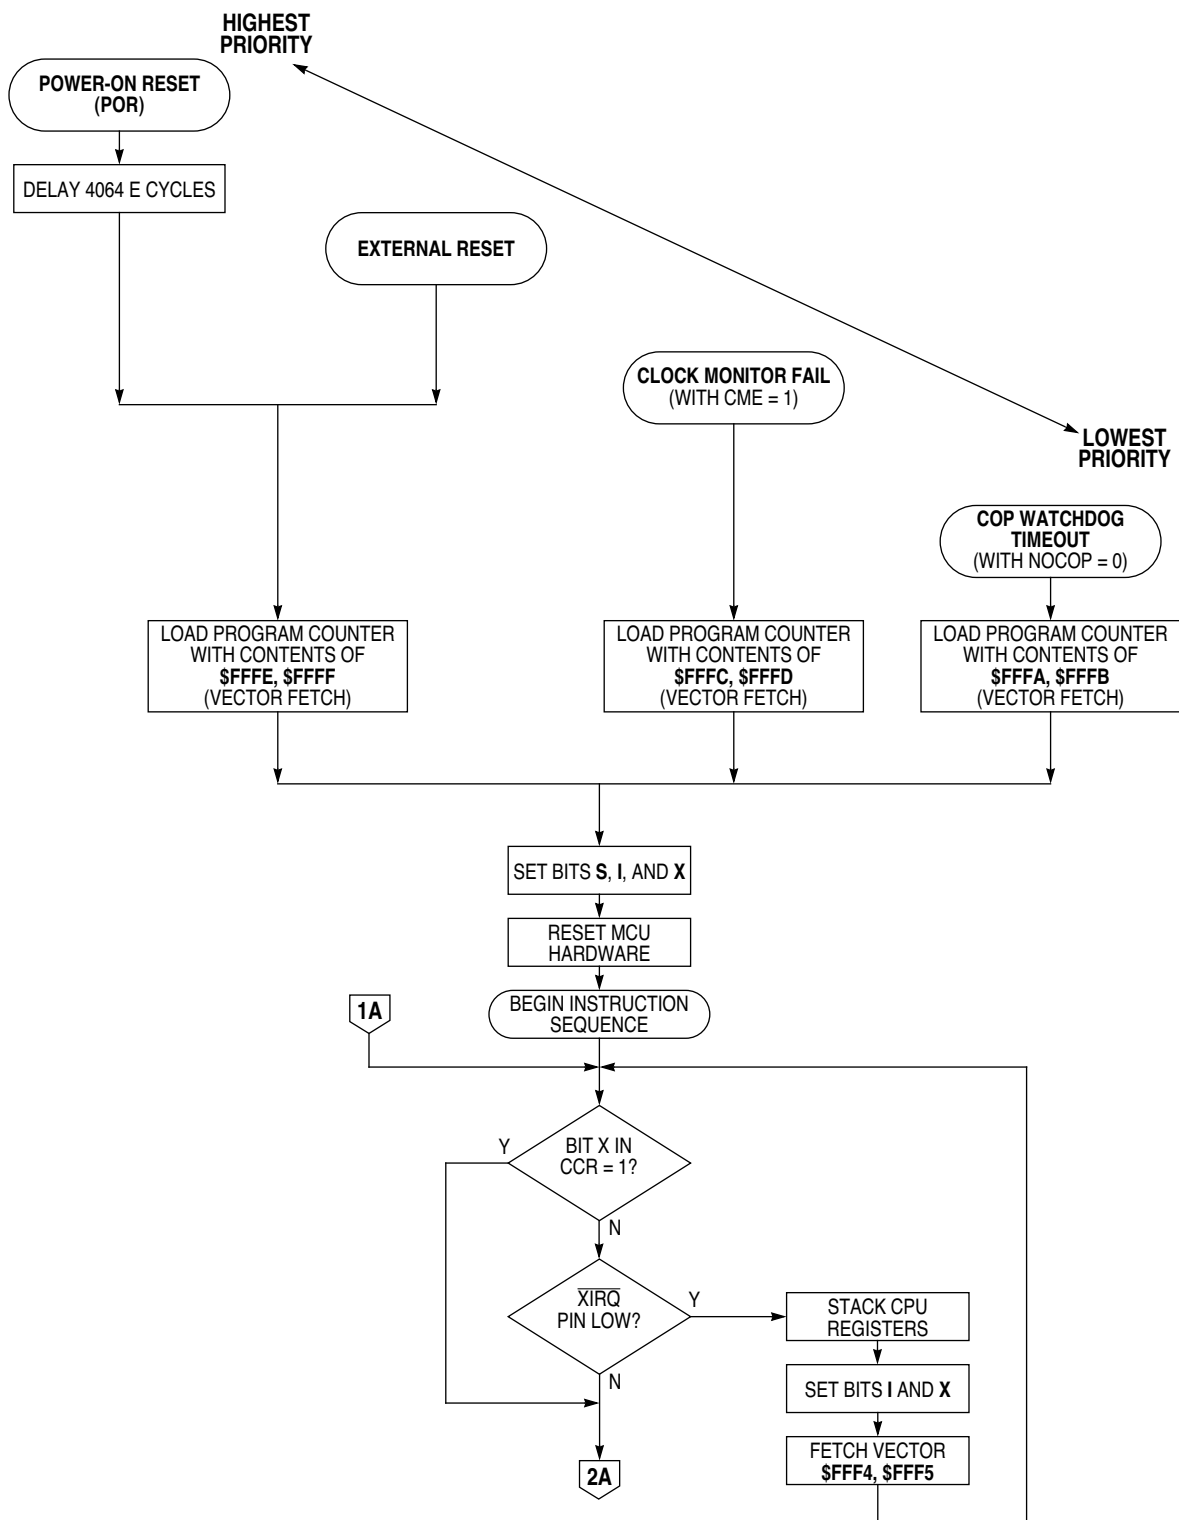 HIGHEST
PRIORITY
POWER-ON RESET
(POR)
DELAY 4064 E CYCLES
EXTERNAL RESET
CLOCK MONITOR FAIL
(WITH CME = 1)
LOWEST
PRIORITY
COP WATCHDOG
TIMEOUT
(WITH NOCOP = 0)
LOAD PROGRAM COUNTER
WITH CONTENTS OF
$FFFE, $FFFF
(VECTOR FETCH)
LOAD PROGRAM COUNTER
WITH CONTENTS OF
$FFFC, $FFFD
(VECTOR FETCH)
LOAD PROGRAM COUNTER
WITH CONTENTS OF
$FFFA, $FFFB
(VECTOR FETCH)
SET BITS S, I, AND X
RESET MCU
HARDWARE
BEGIN INSTRUCTION
SEQUENCE
1A
BIT X IN
CCR = 1?
Y
N
XIRQ
PIN LOW?
Y
N
STACK CPU
REGISTERS
SET BITS I AND X
FETCH VECTOR
$FFF4, $FFF5
2A